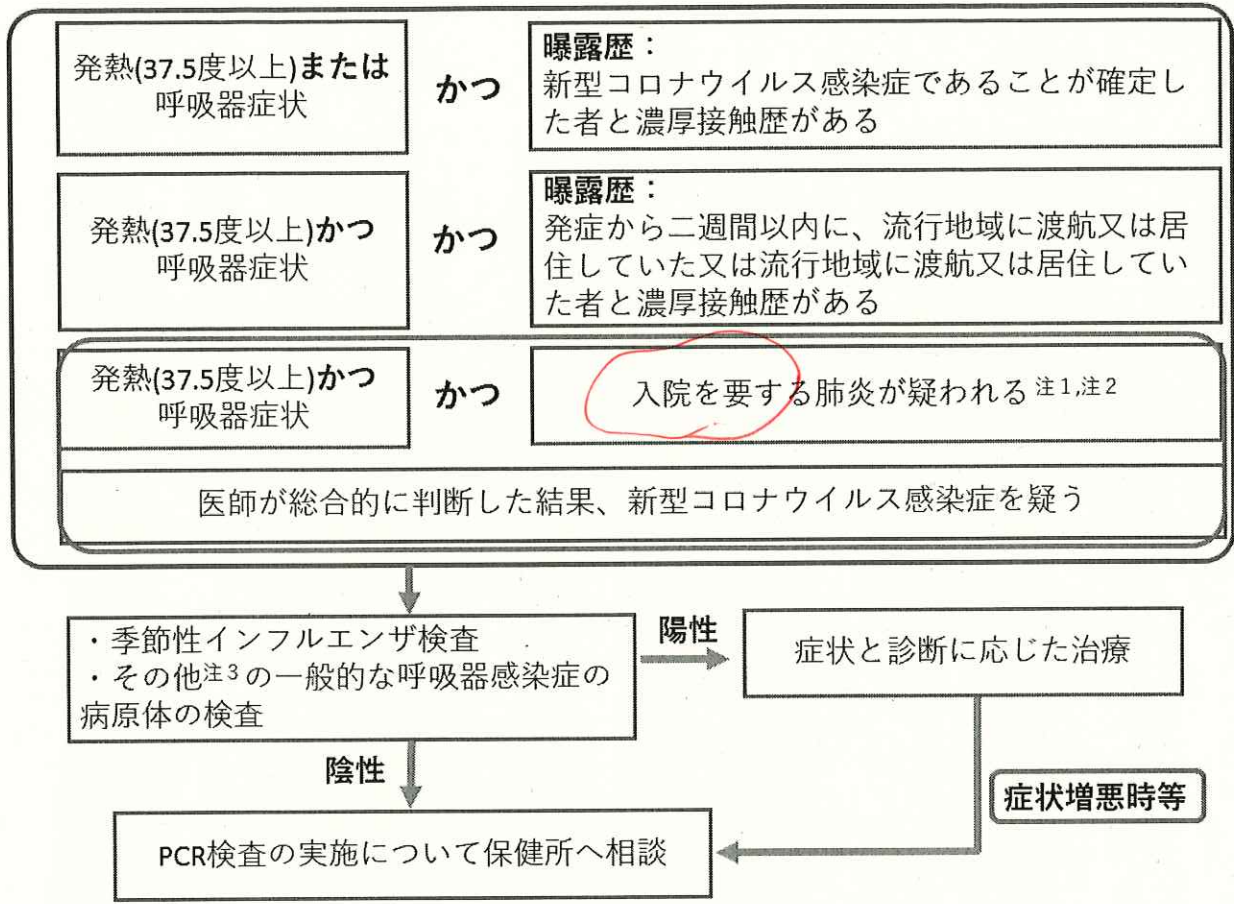 発熱(37.5度以上)または
呼吸器症状
かつ
曝露歴：
新型コロナウイルス感染症であることが確定し
た者と濃厚接触歴がある
発熱(37.5度以上)かつ
呼吸器症状
かつ
曝露歴：
発症から二週間以内に、流行地域に渡航又は居
住していた又は流行地域に渡航又は居住してい
た者と濃厚接触歴がある
発熱(37.5度以上)かつ
呼吸器症状
かつ
入院を要する肺炎が疑われる 注1,注2
医師が総合的に判断した結果、新型コロナウイルス感染症を疑う
・季節性インフルエンザ検査
・その他注3の一般的な呼吸器感染症の
病原体の検査
陽性
症状と診断に応じた治療
陰性
症状増悪時等
PCR検査の実施について保健所へ相談